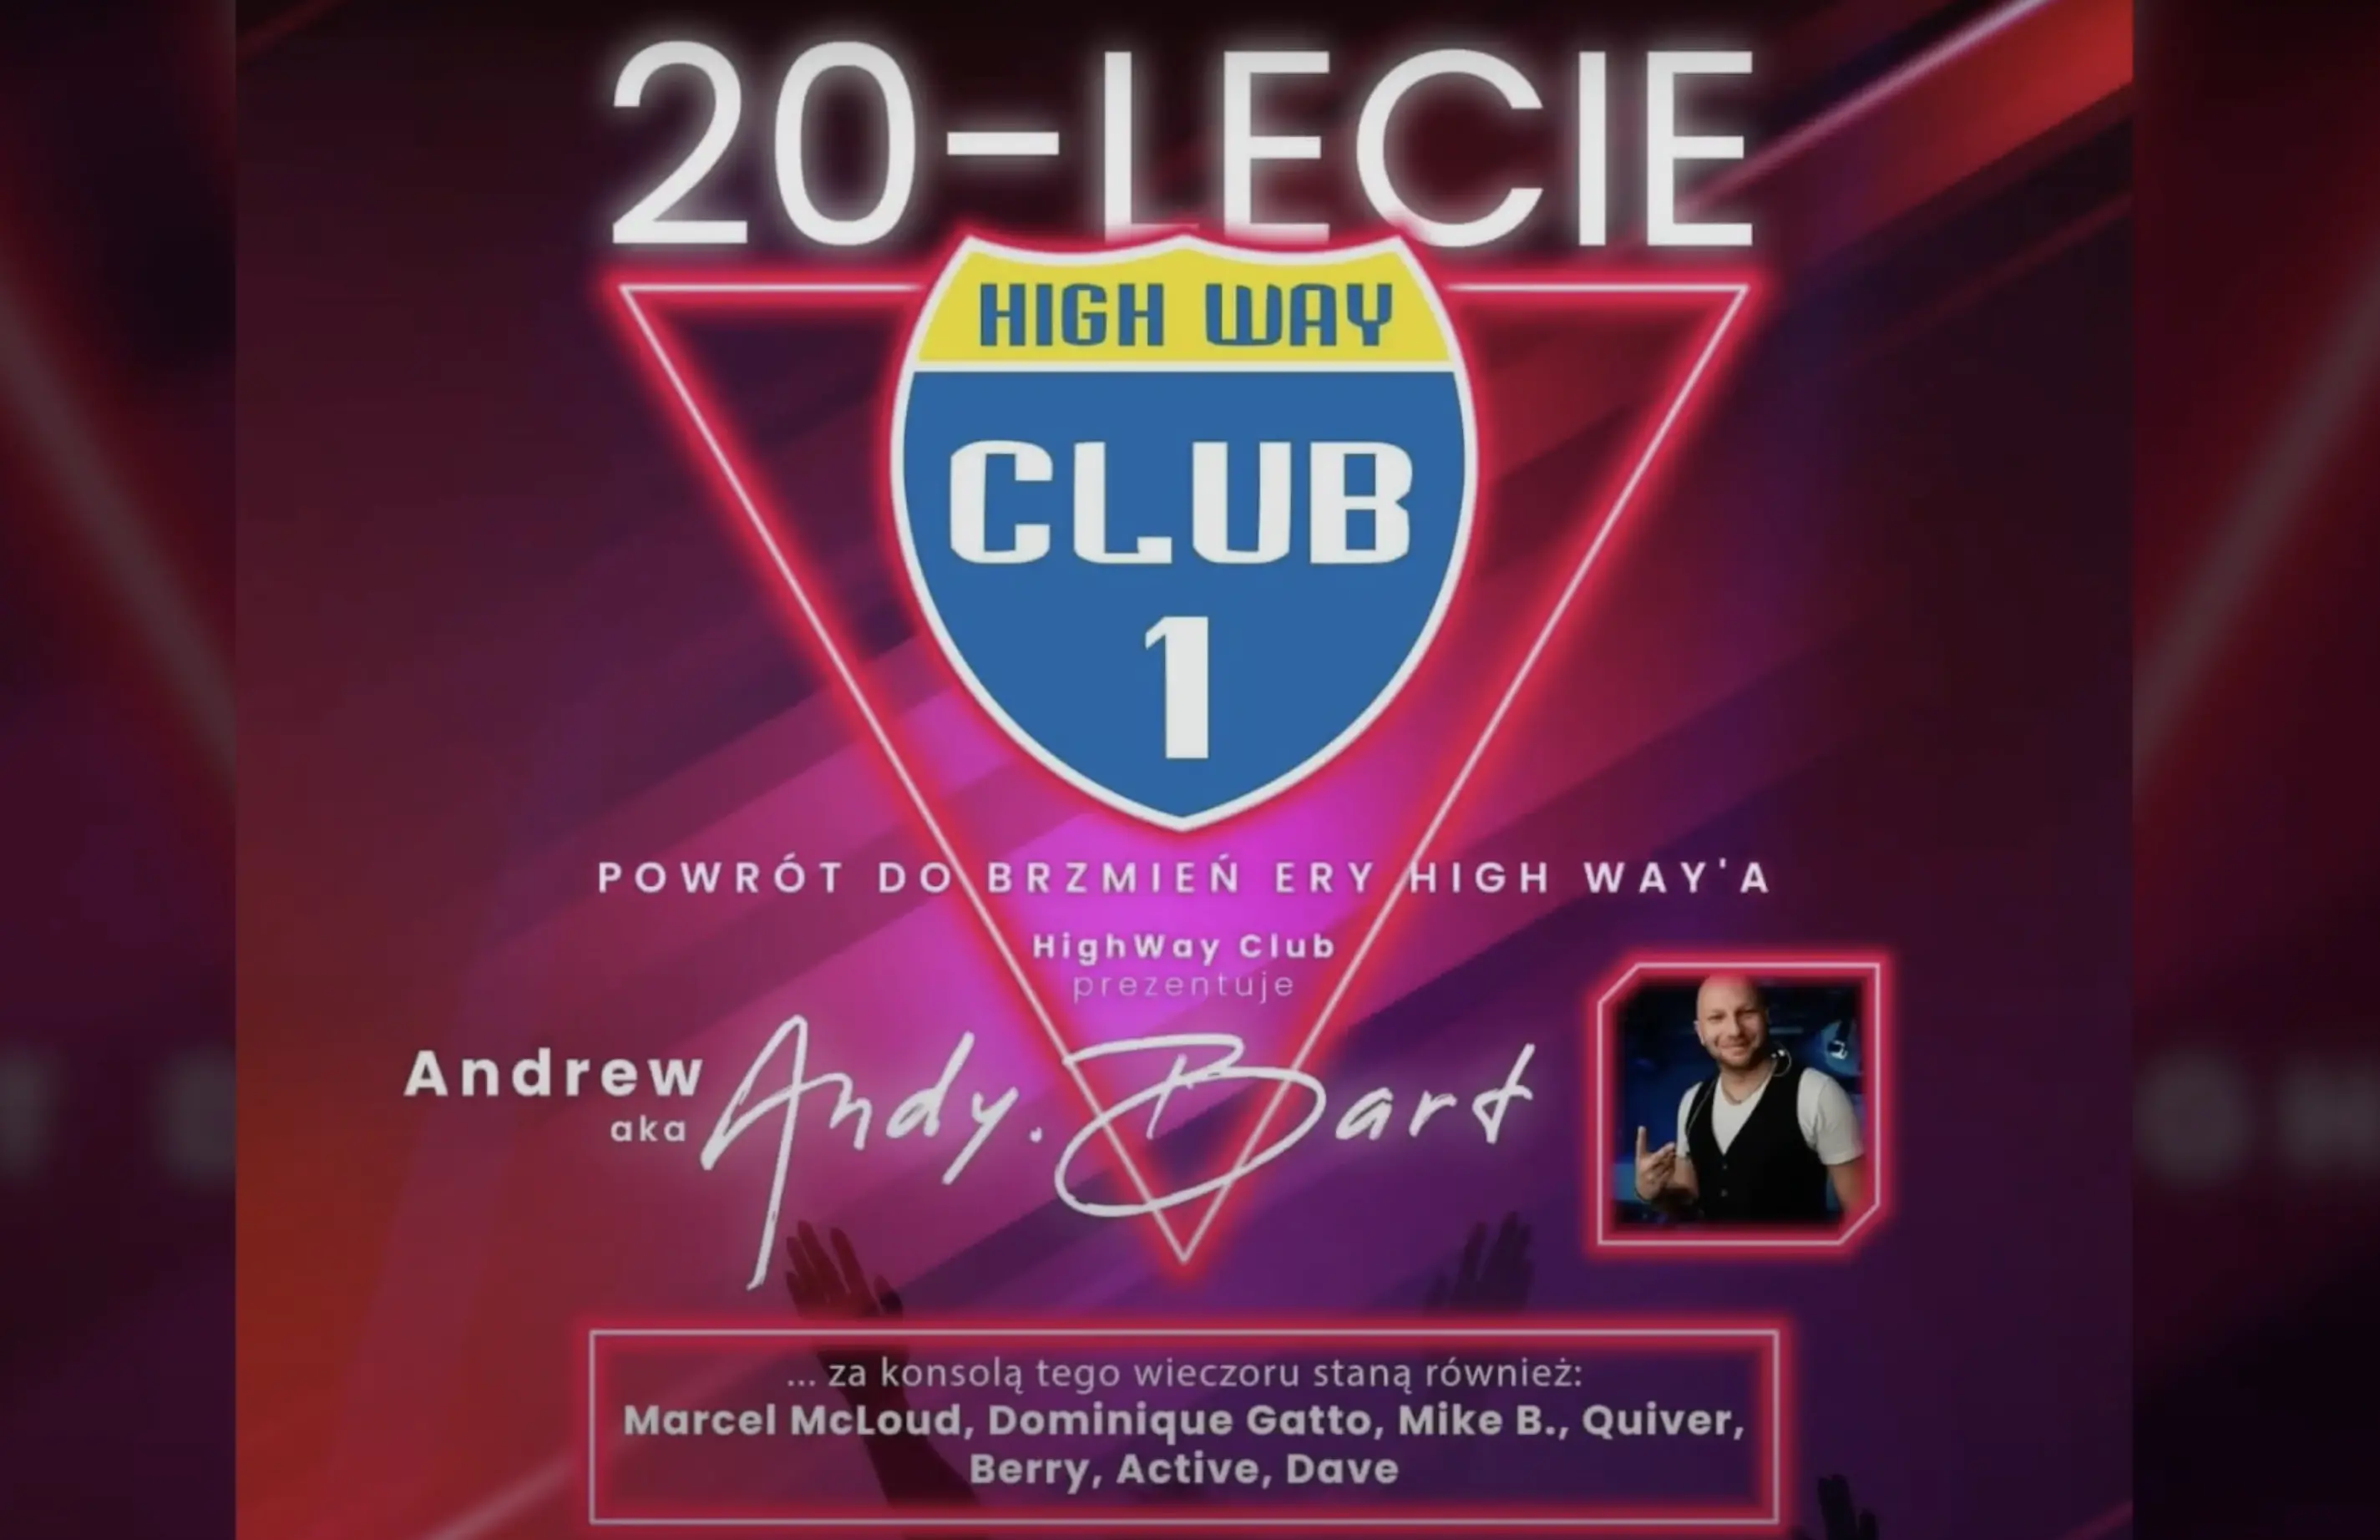 20-LECIE
HIGH WAY
CLUB
1
POWRÓT DO BRZMIEŃ ERY HIGH WAY'A
HighWay Club
prezentuje
Andrew
aka
Andy. Bart
... za konsolą tego wieczoru staną również:
Marcel McLoud, Dominique Gatto, Mike B., Quiver,
Berry, Active, Dave